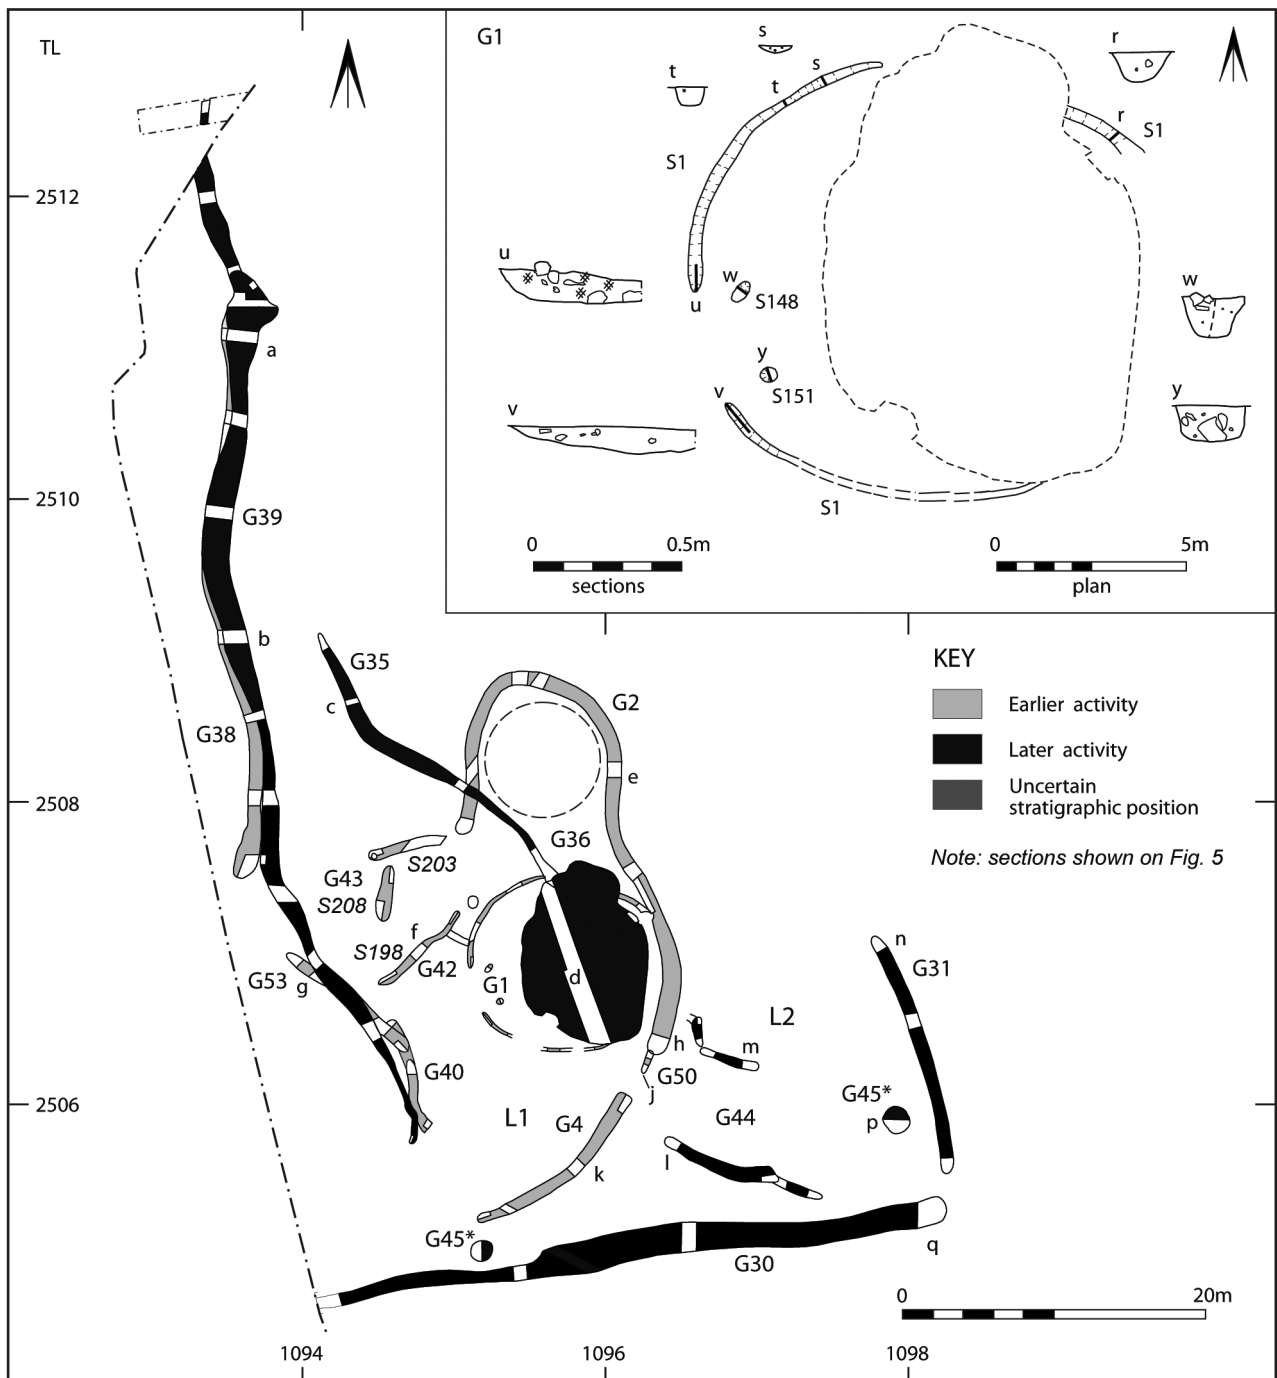 TL
G1
s
r
t
s
t
r
S1
S1
u
w
w
u
S148
y
S151
v
v
y
S1
0 0.5m
sections
0 5m
plan
2512
a
2510
G39
b
G35
c
G38
G2
e
G36
KEY
Earlier activity
Later activity
Uncertain
stratigraphic position
Note: sections shown on Fig. 5
2508
S203
G43
S208
f
S198
G42
G53
g
G1
d
n
G31
L2
h
m
G50
j
G40
G45*
p
2506
L1
G4
G44
l
k
G45*
G30
q
0 20m
1094
1096
1098